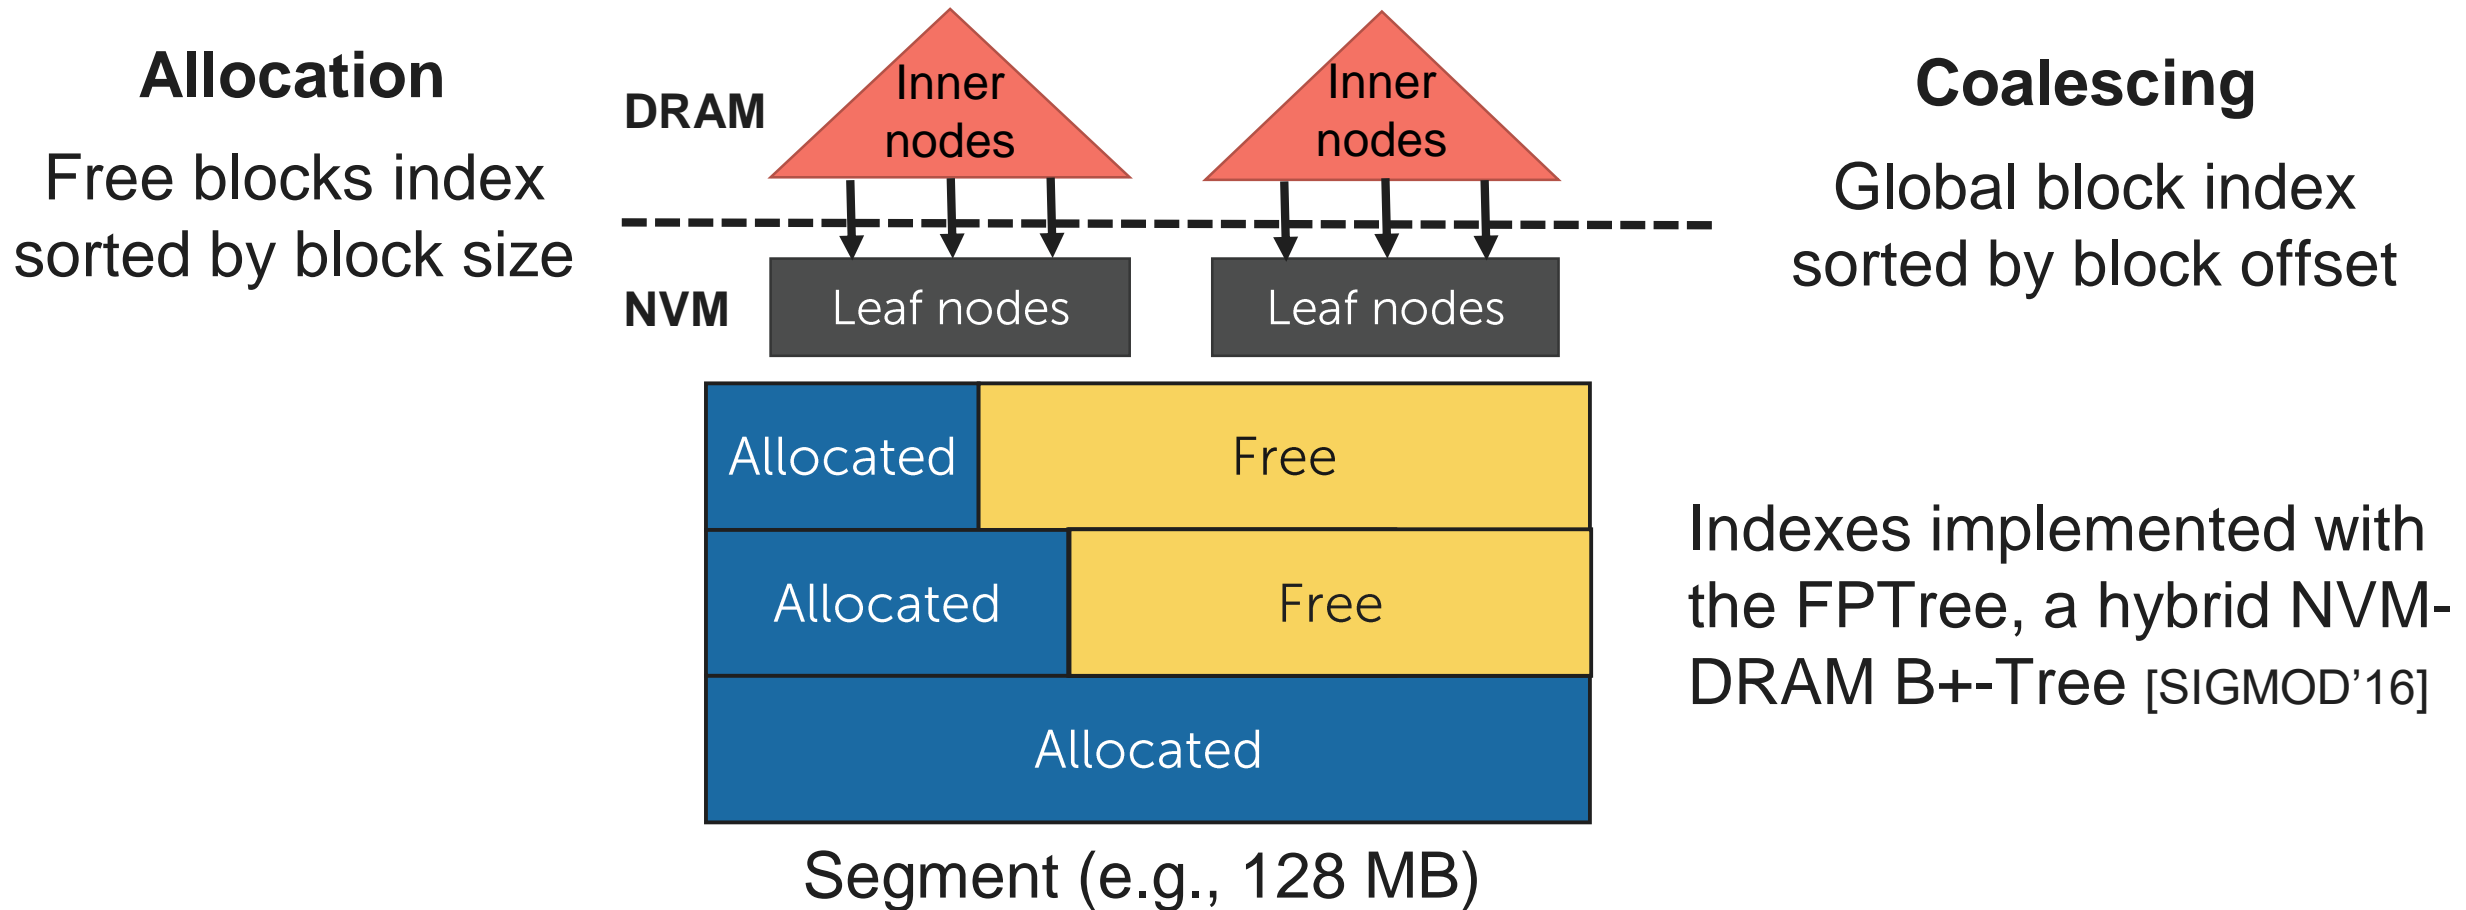 Allocation
Free blocks index
sorted by block size
DRAM
Inner
nodes
Inner
nodes
Coalescing
Global block index
sorted by block offset
NVM
Leaf nodes
Leaf nodes
Allocated
Free
Allocated
Free
Allocated
Segment (e.g., 128 MB)
Indexes implemented with
the FPTree, a hybrid NVM-
DRAM B+-Tree [SIGMOD’16]